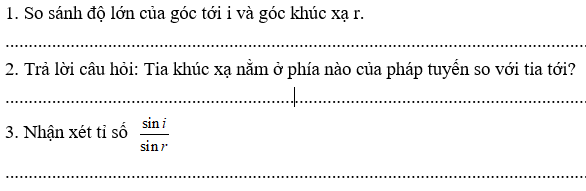 1. So sánh độ lớn của góc tới i và góc khúc xạ r.
................................................................................
2. Trả lời câu hỏi: Tia khúc xạ nằm ở phía nào của pháp tuyến so với tia tới?
................................................................................
3. Nhận xét tỉ số sin i / sin r
................................................................................